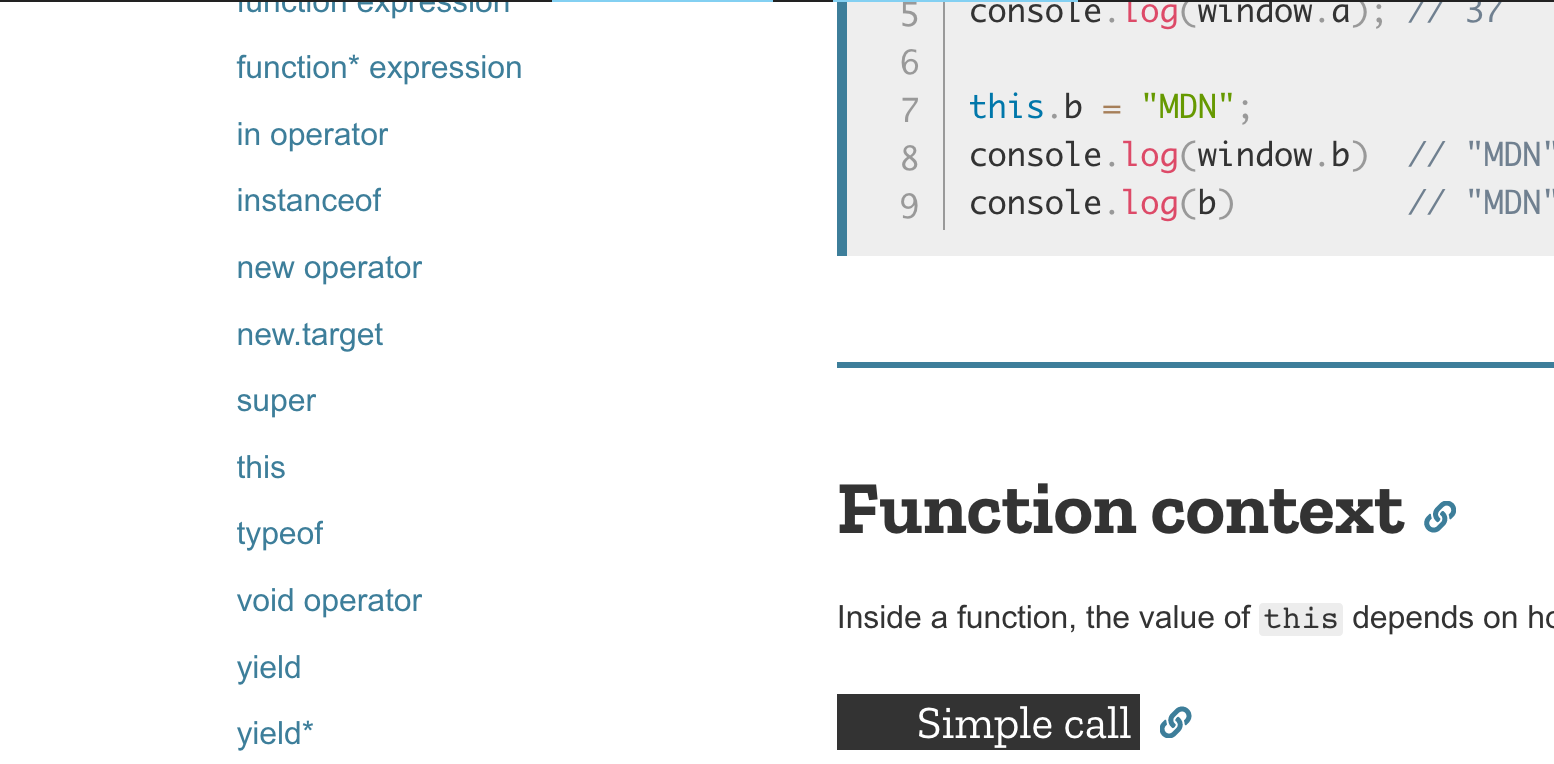 function expression
function* expression
in operator
instanceof
new operator
new.target
super
this
typeof
void operator
yield
yield*
5 console.log(window.a); // 37
6
7 this.b = "MDN";
8 console.log(window.b)  // "MDN"
9 console.log(b)         // "MDN"
Function context
Inside a function, the value of this depends on
Simple call